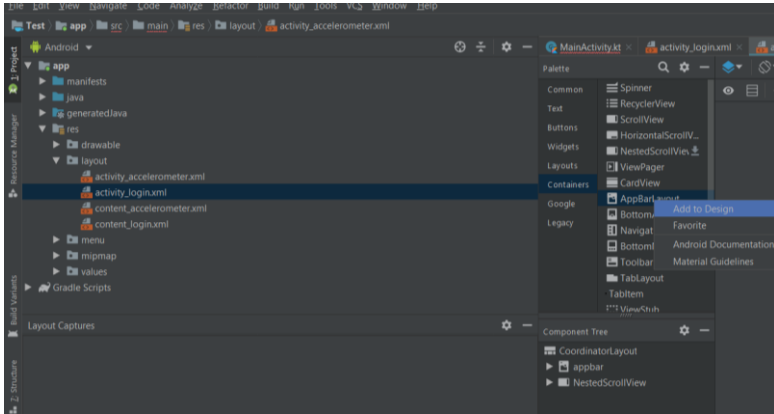 File Edit View Navigate Code Analyze Refactor Build Run Tools VCS Window Help
Test app src main res layout activity_accelerometer.xml
1: Project
Resource Manager
Build Variants
Z: Structure
Android
app
manifests
java
generatedJava
res
drawable
layout
activity_accelerometer.xml
activity_login.xml
content_accelerometer.xml
content_login.xml
menu
mipmap
values
Gradle Scripts
Layout Captures
MainActivity.kt activity_login.xml
Palette
Common
Text
Buttons
Widgets
Layouts
Containers
Google
Legacy
Spinner
RecyclerView
ScrollView
HorizontalScrollV...
NestedScrollView
ViewPager
CardView
AppBarLayout
Navigat
Toolbar
TabLayout
TabItem
ViewStub
Add to Design
Favorite
Android Documentation
Material Guidelines
Component Tree
CoordinatorLayout
appbar
NestedScrollView